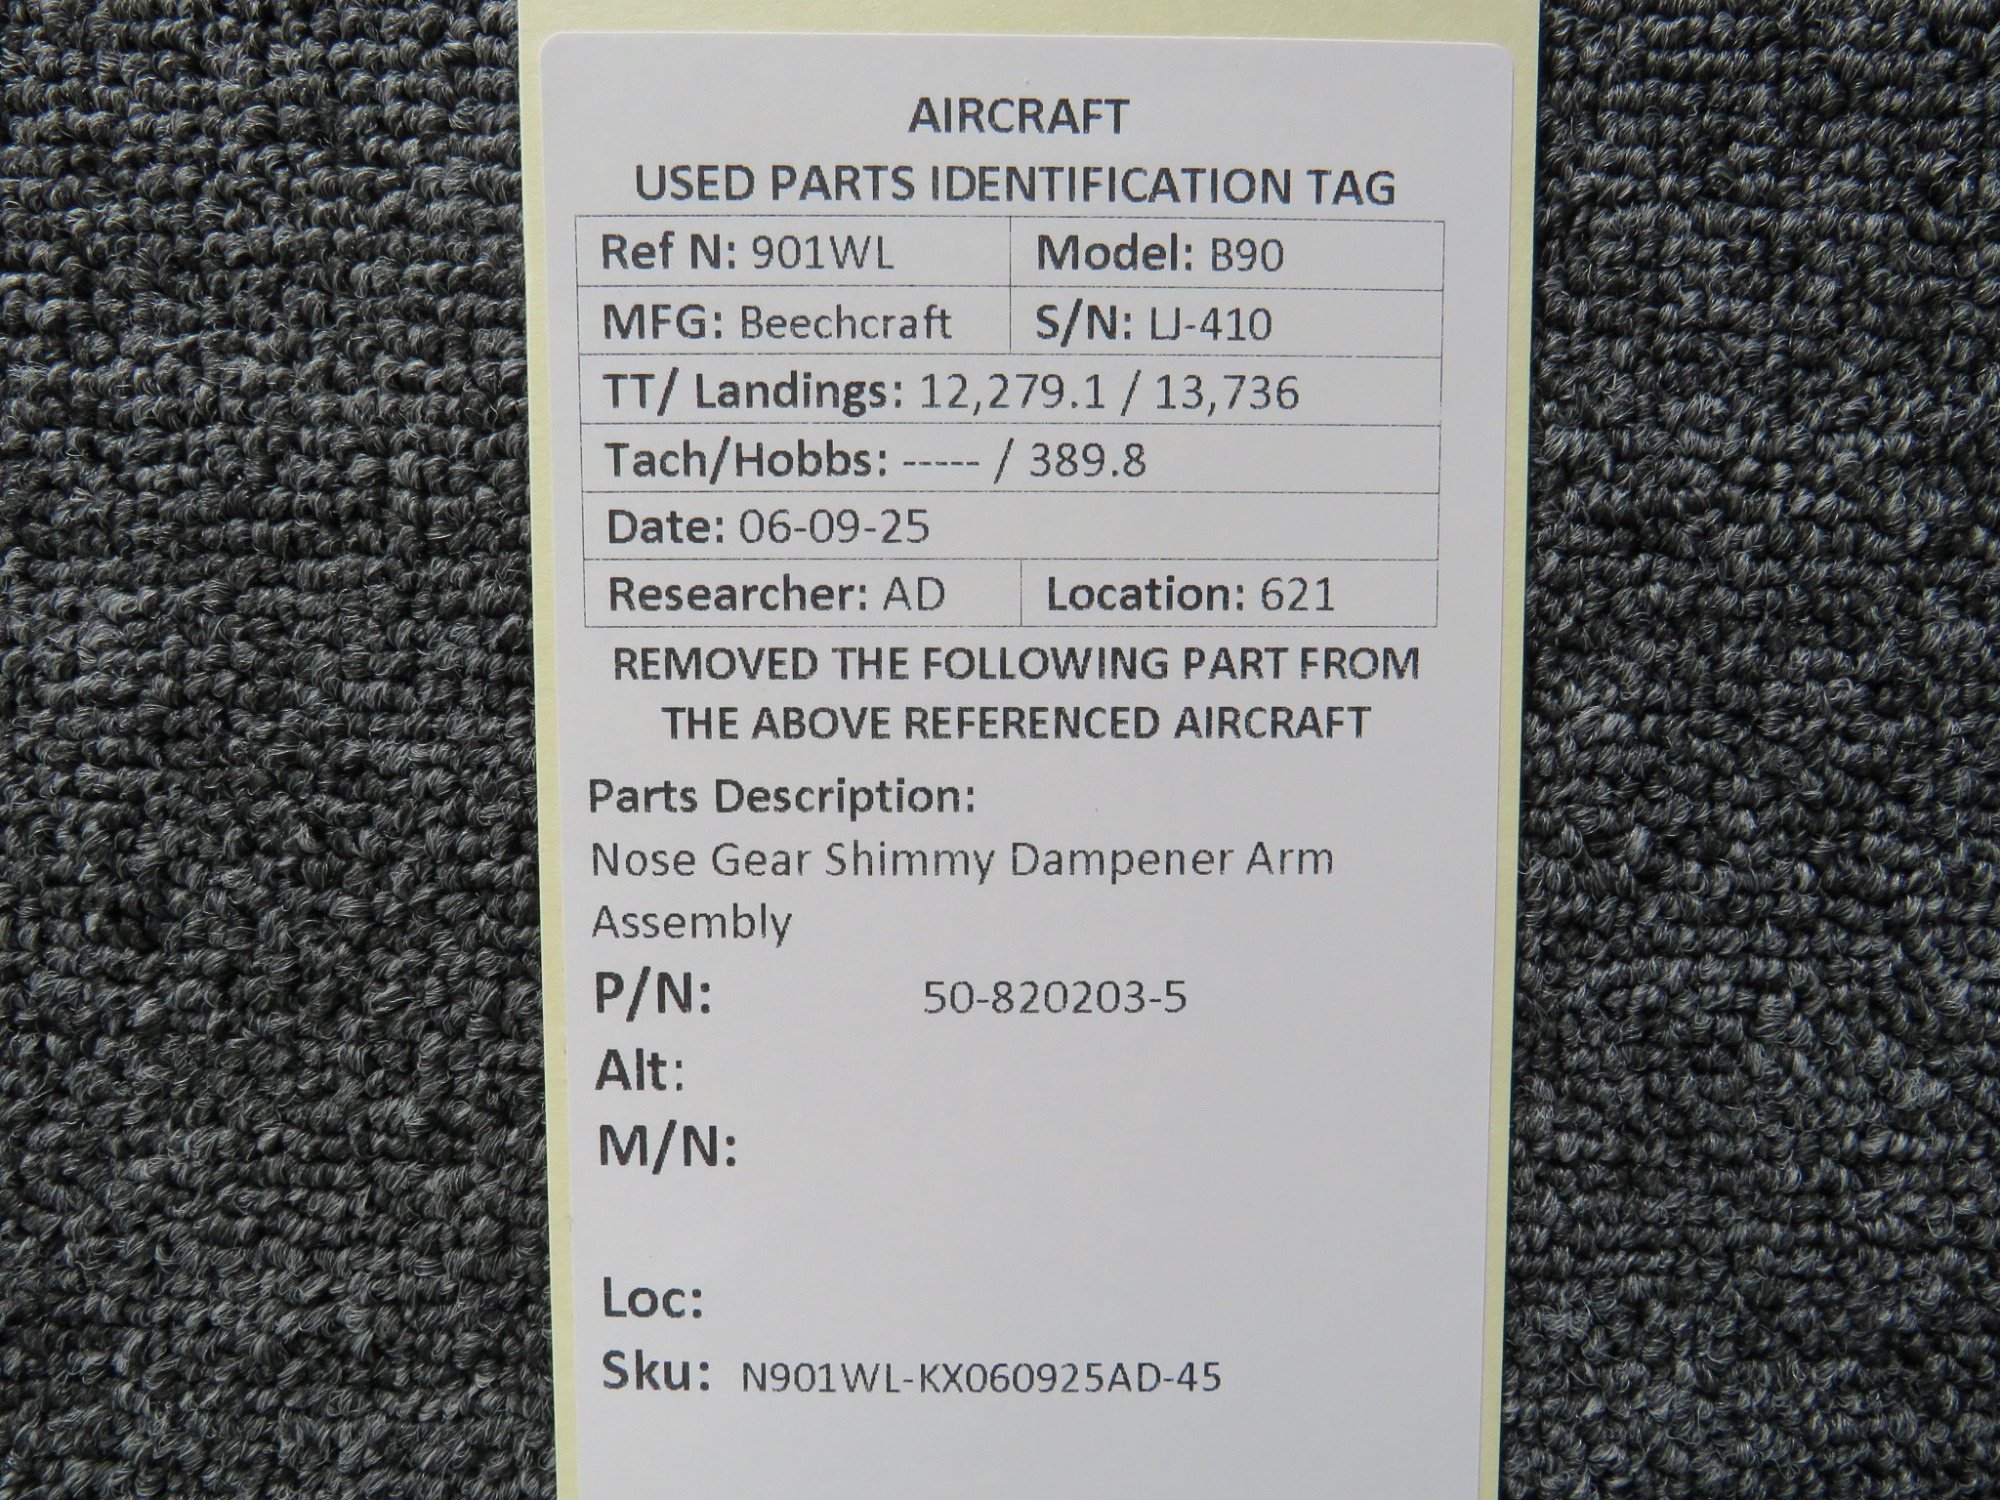 AIRCRAFT
USED PARTS IDENTIFICATION TAG
Ref N: 901WL Model: B90
MFG: Beechcraft S/N: LJ-410
TT/ Landings: 12,279.1 / 13,736
Tach/Hobbs: ----- / 389.8
Date: 06-09-25
Researcher: AD Location: 621
REMOVED THE FOLLOWING PART FROM
THE ABOVE REFERENCED AIRCRAFT
Parts Description:
Nose Gear Shimmy Dampener Arm
Assembly
P/N: 50-820203-5
Alt:
M/N:
Loc:
Sku: N901WL-KX060925AD-45